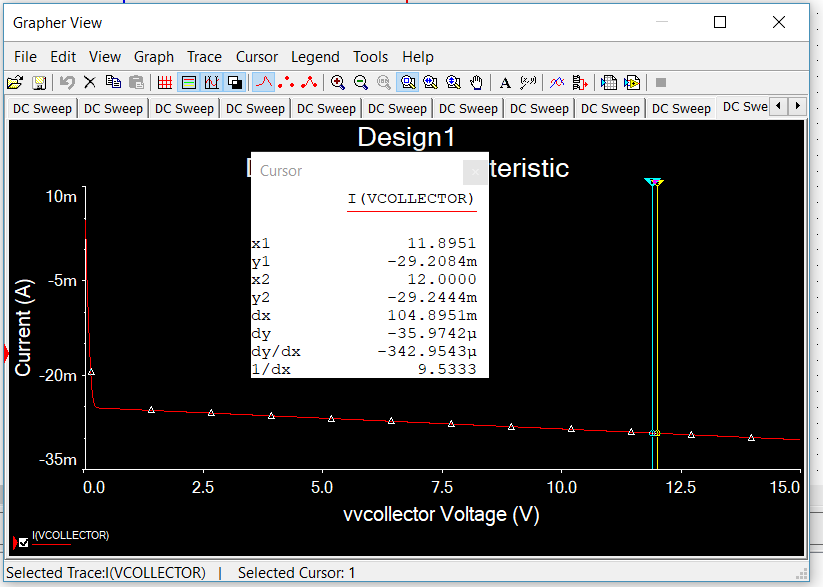 Grapher View
File Edit View Graph Trace Cursor Legend Tools Help
DC Sweep DC Sweep DC Sweep DC Sweep DC Sweep DC Sweep DC Sweep DC Sweep DC Sweep DC Sweep DC Swe
Design1
teristic
Cursor
I(VCOLLECTOR)
x1 11.8951
y1 -29.2084m
x2 12.0000
y2 -29.2444m
dx 104.8951m
dy -35.9742µ
dy/dx -342.9543µ
1/dx 9.5333
Current (A)
10m
-5m
-20m
-35m
0.0 2.5 5.0 7.5 10.0 12.5 15.0
vvcollector Voltage (V)
I(VCOLLECTOR)
Selected Trace:I(VCOLLECTOR) | Selected Cursor: 1